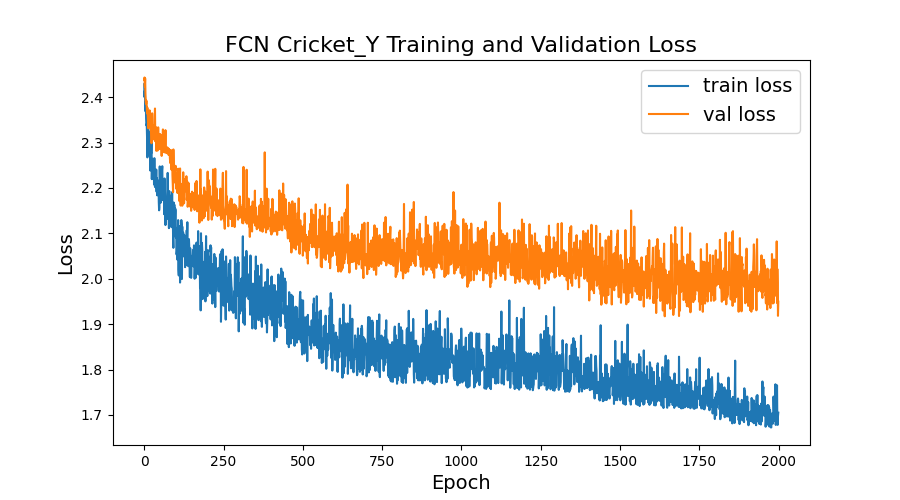 FCN Cricket_Y Training and Validation Loss
train loss
val loss
Loss
2.4
2.3
2.2
2.1
2.0
1.9
1.8
1.7
0 250 500 750 1000 1250 1500 1750 2000
Epoch